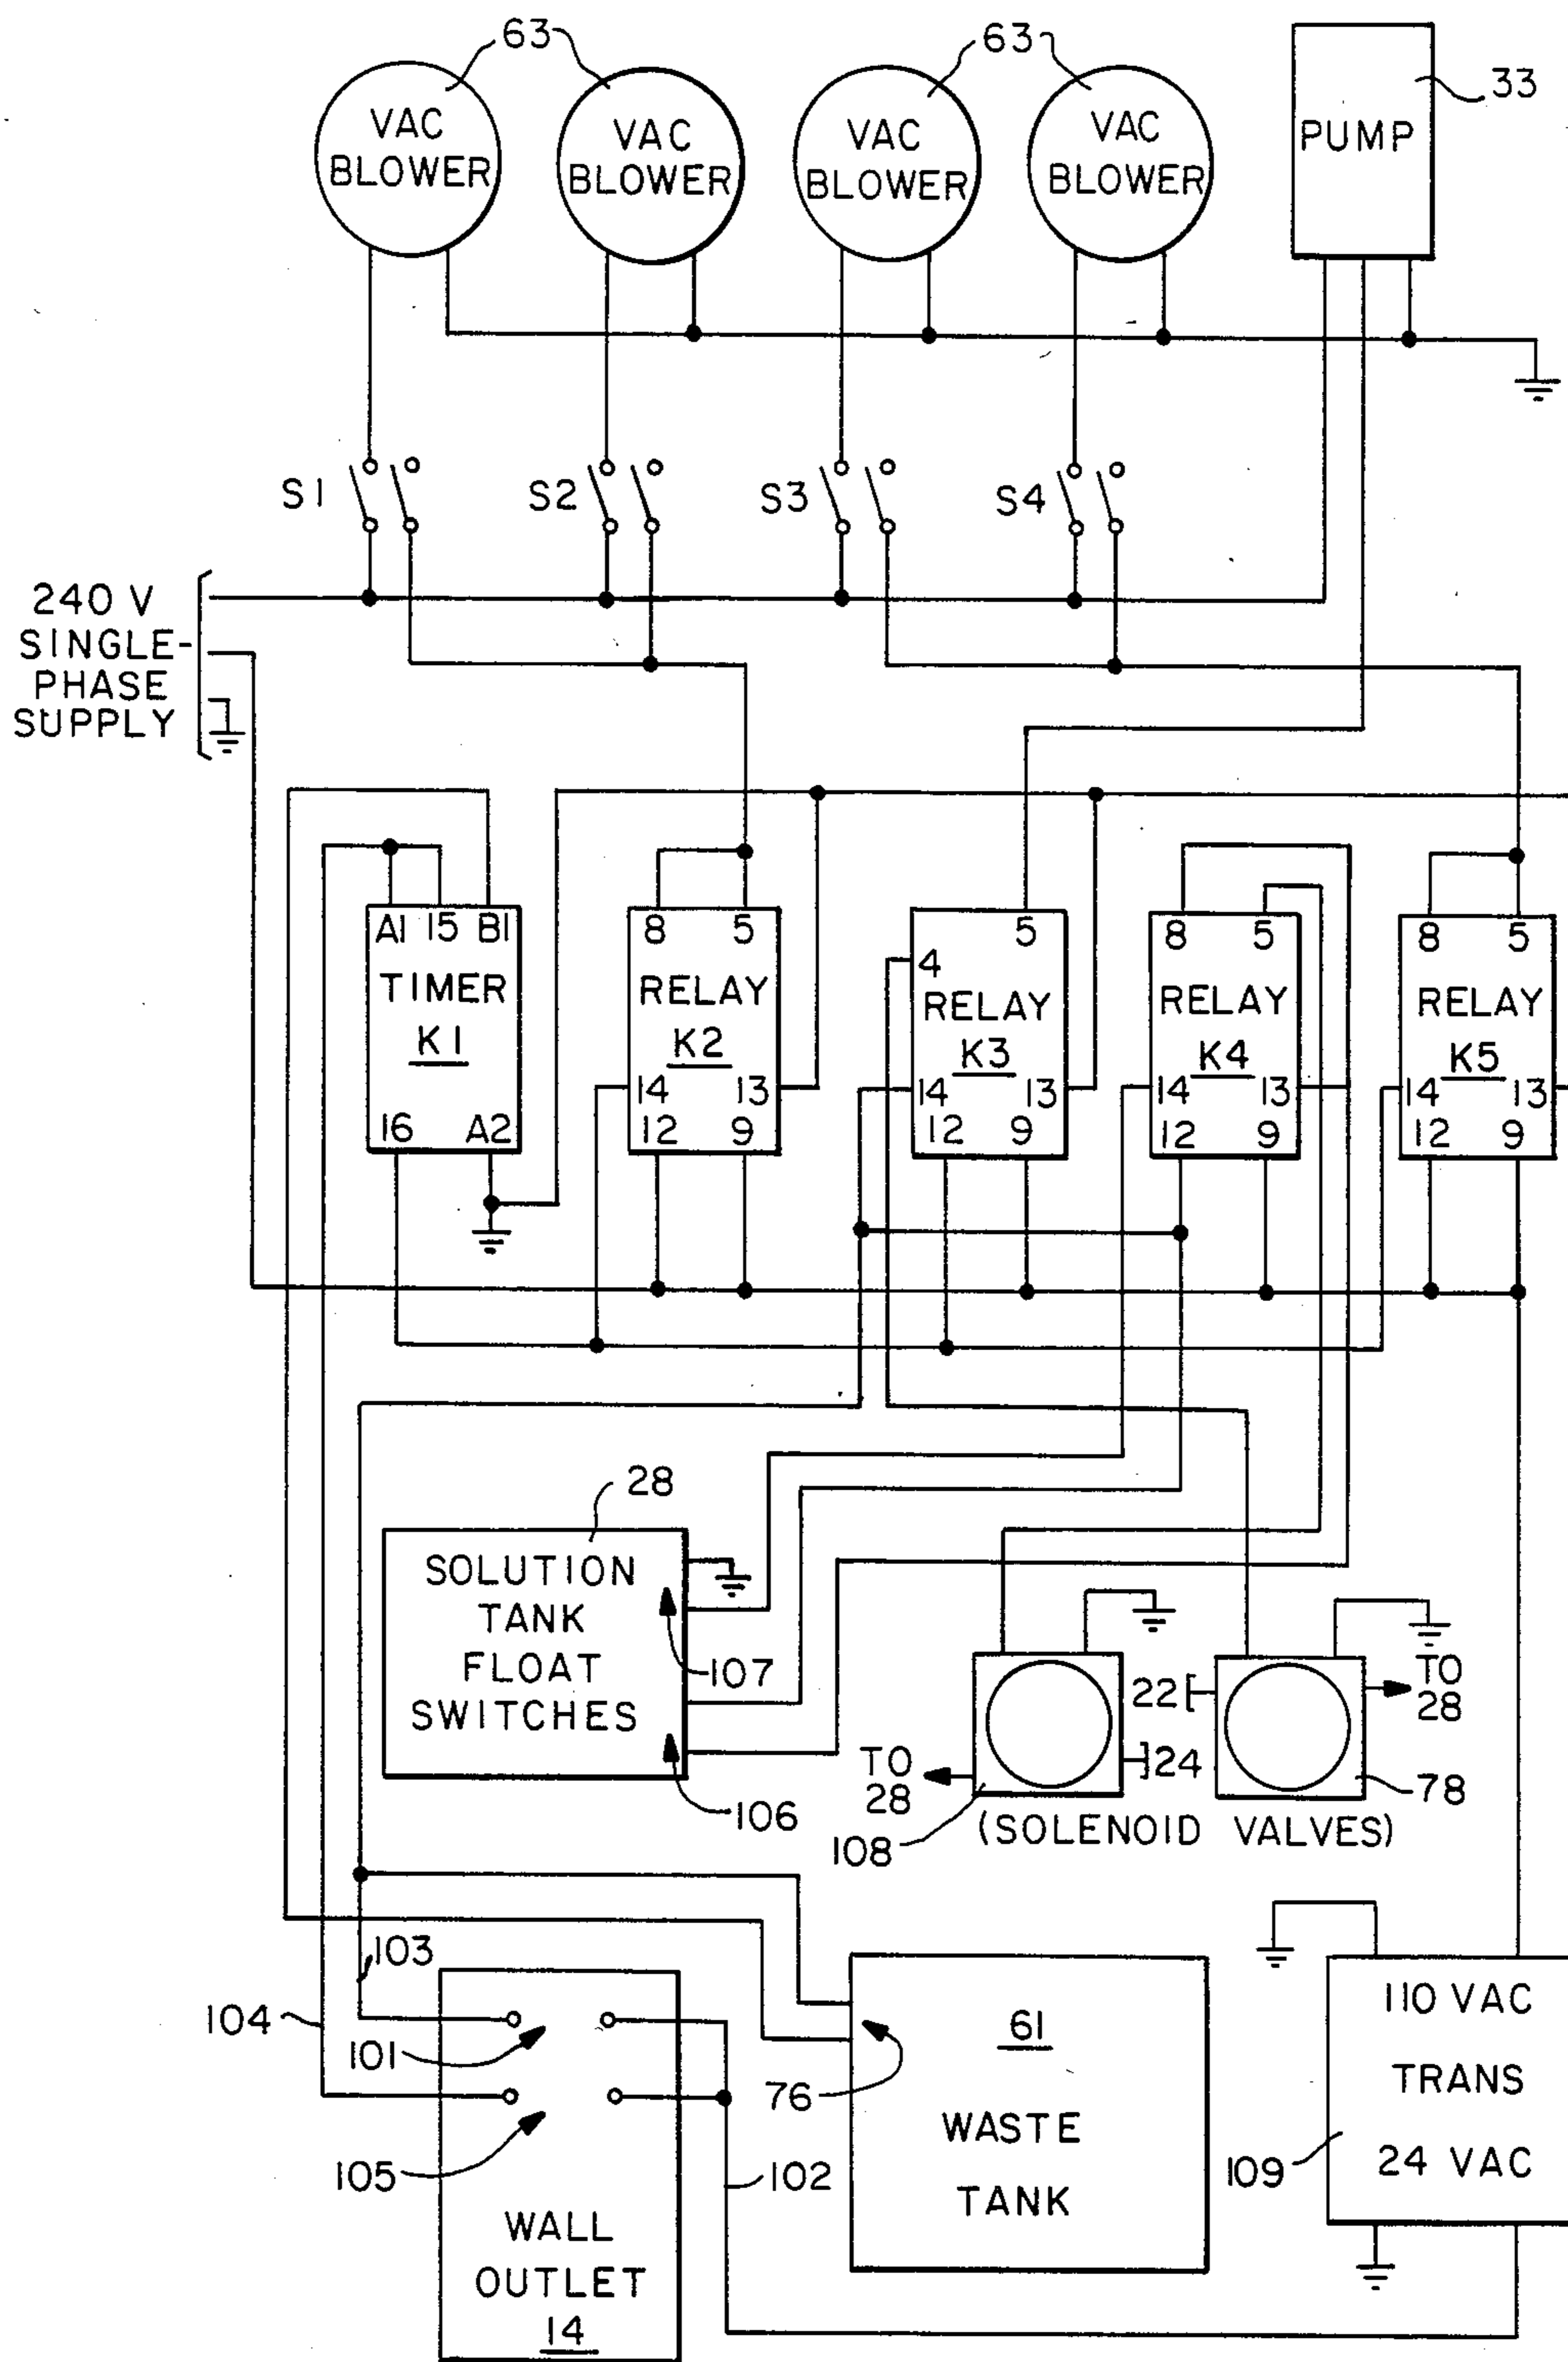 63
63
33
VAC
BLOWER
VAC
BLOWER
VAC
BLOWER
VAC
BLOWER
PUMP
S1
S2
S3
S4
240 V
SINGLE-
PHASE
SUPPLY
A1 15 B1
TIMER
K1
16 A2
8 5
RELAY
K2
14 13
12 9
5
4
RELAY
K3
14 13
12 9
8 5
RELAY
K4
14 13
12 9
8 5
RELAY
K5
14 13
12 9
28
SOLUTION
TANK
FLOAT
SWITCHES
107
106
22
TO
28
TO
28
24
78
108
(SOLENOID VALVES)
103
104
101
105
102
WALL
OUTLET
14
76
61
WASTE
TANK
110 VAC
TRANS
24 VAC
109